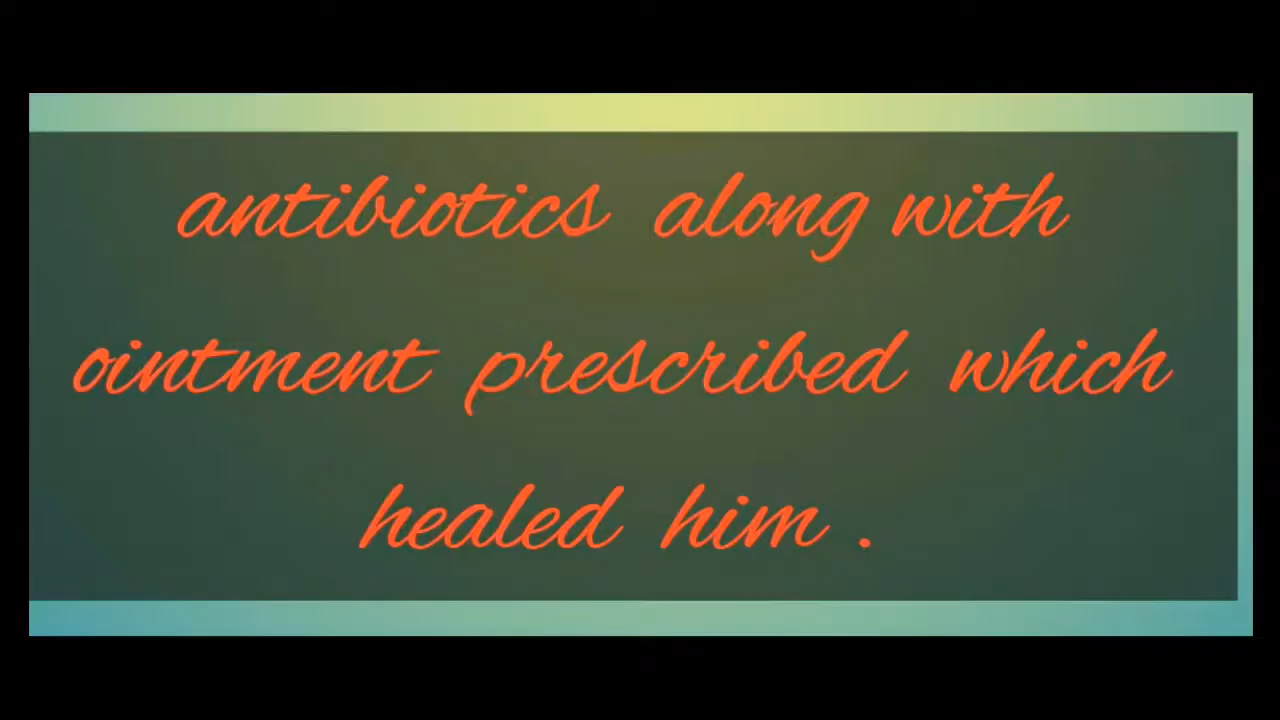 antibiotics along with
ointment prescribed which
healed him .